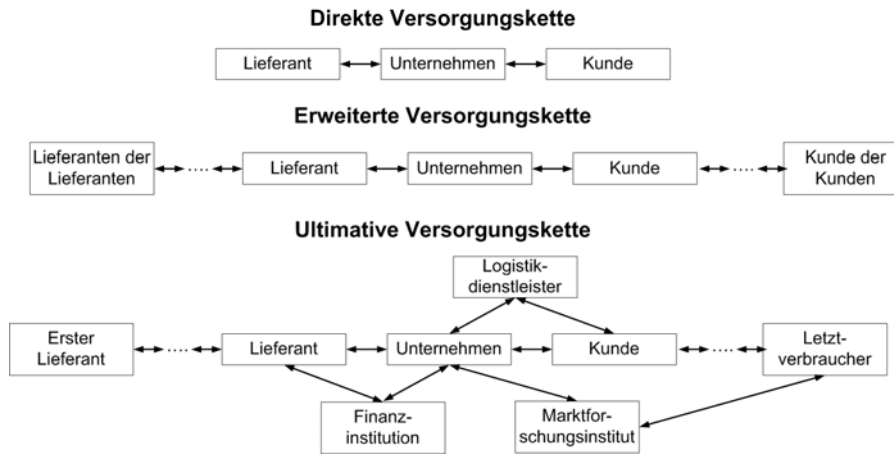 Direkte Versorgungskette
Lieferant Unternehmen Kunde
Erweiterte Versorgungskette
Lieferanten der
Lieferanten
....
Lieferant
Unternehmen
Kunde
....
Kunde der
Kunden
Ultimative Versorgungskette
Logistik-
dienstleister
Erster
Lieferant
....
Lieferant
Unternehmen
Kunde
....
Letzt-
verbraucher
Finanz-
institution
Marktfor-
schungsinstitut